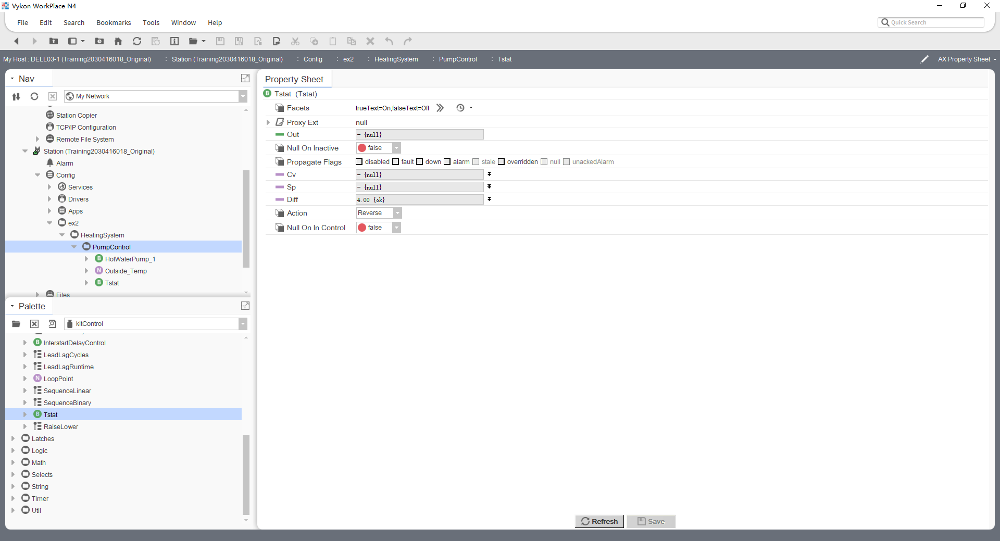 Vykon WorkPlace N4
File Edit Search Bookmarks Tools Window Help
Quick Search
My Host : DELL03-1 (Training2030416018_Original) : Station (Training2030416018_Original) : Config : ex2 : HeatingSystem : PumpControl : Tstat
AX Property Sheet
Nav
My Network
Station Copier
TCP/IP Configuration
Remote File System
Station (Training2030416018_Original)
Alarm
Config
Services
Drivers
Apps
ex2
HeatingSystem
PumpControl
B HotWaterPump_1
N Outside_Temp
B Tstat
Files
Palette
kitControl
B InterstartDelayControl
LeadLagCycles
LeadLagRuntime
N LoopPoint
SequenceLinear
SequenceBinary
B Tstat
RaiseLower
Latches
Logic
Math
Selects
String
Timer
Util
Property Sheet
B Tstat (Tstat)
Facets trueText=On,falseText=Off
Proxy Ext null
Out - {null}
Null On Inactive false
Propagate Flags disabled fault down alarm stale overridden null unackedAlarm
Cv - {null}
Sp - {null}
Diff 4.00 {ok}
Action Reverse
Null On In Control false
Refresh Save